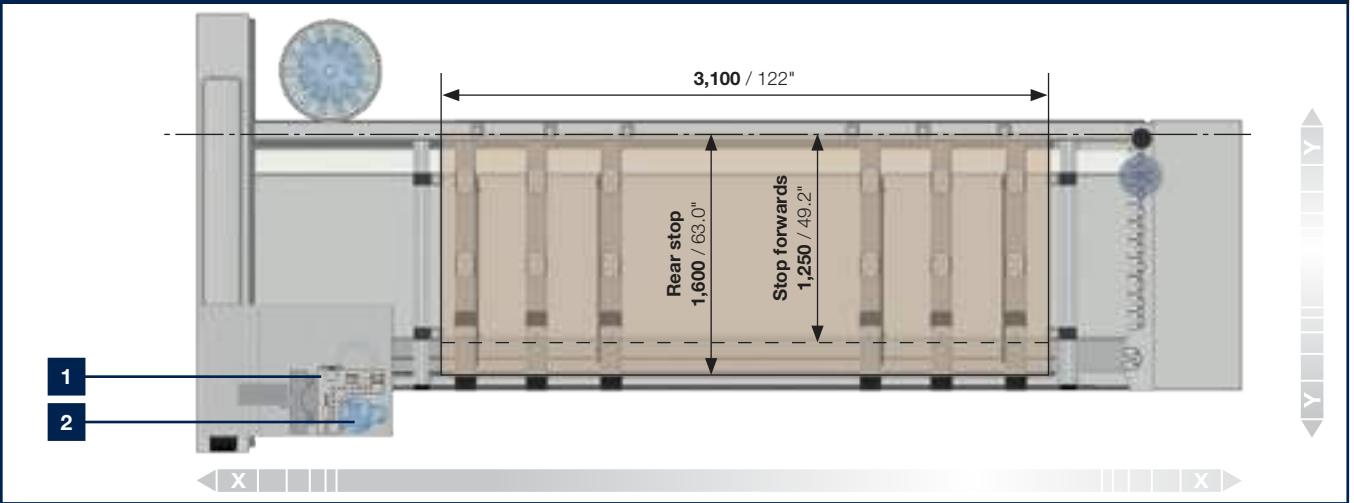 3,100 / 122"
Rear stop
1,600 / 63.0"
Stop forwards
1,250 / 49.2"
Y
Y
1
2
X
X